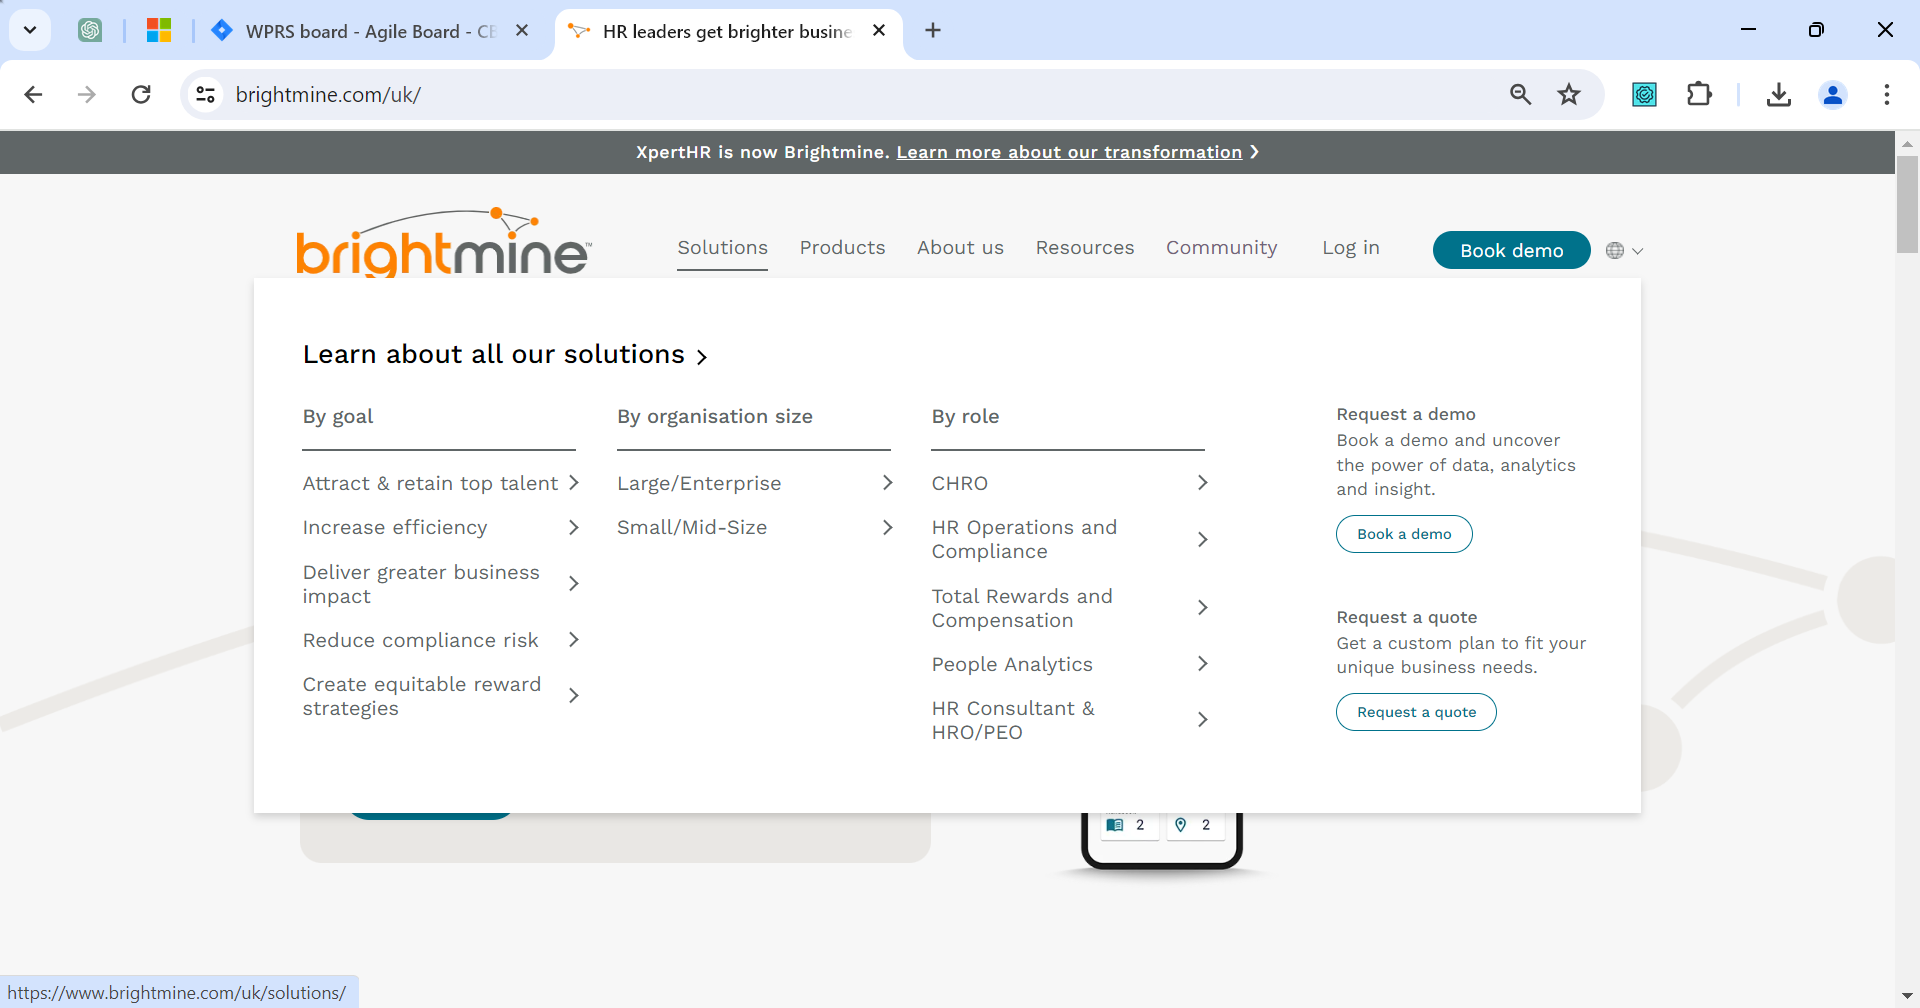 WPRS board - Agile Board - CE
HR leaders get brighter busine
brightmine.com/uk/
XpertHR is now Brightmine. Learn more about our transformation
brightmine™
Solutions
Products
About us
Resources
Community
Log in
Book demo
Learn about all our solutions
By goal
Attract & retain top talent
Increase efficiency
Deliver greater business
impact
Reduce compliance risk
Create equitable reward
strategies
By organisation size
Large/Enterprise
Small/Mid-Size
By role
CHRO
HR Operations and
Compliance
Total Rewards and
Compensation
People Analytics
HR Consultant &
HRO/PEO
Request a demo
Book a demo and uncover
the power of data, analytics
and insight.
Book a demo
Request a quote
Get a custom plan to fit your
unique business needs.
Request a quote
2
2
https://www.brightmine.com/uk/solutions/